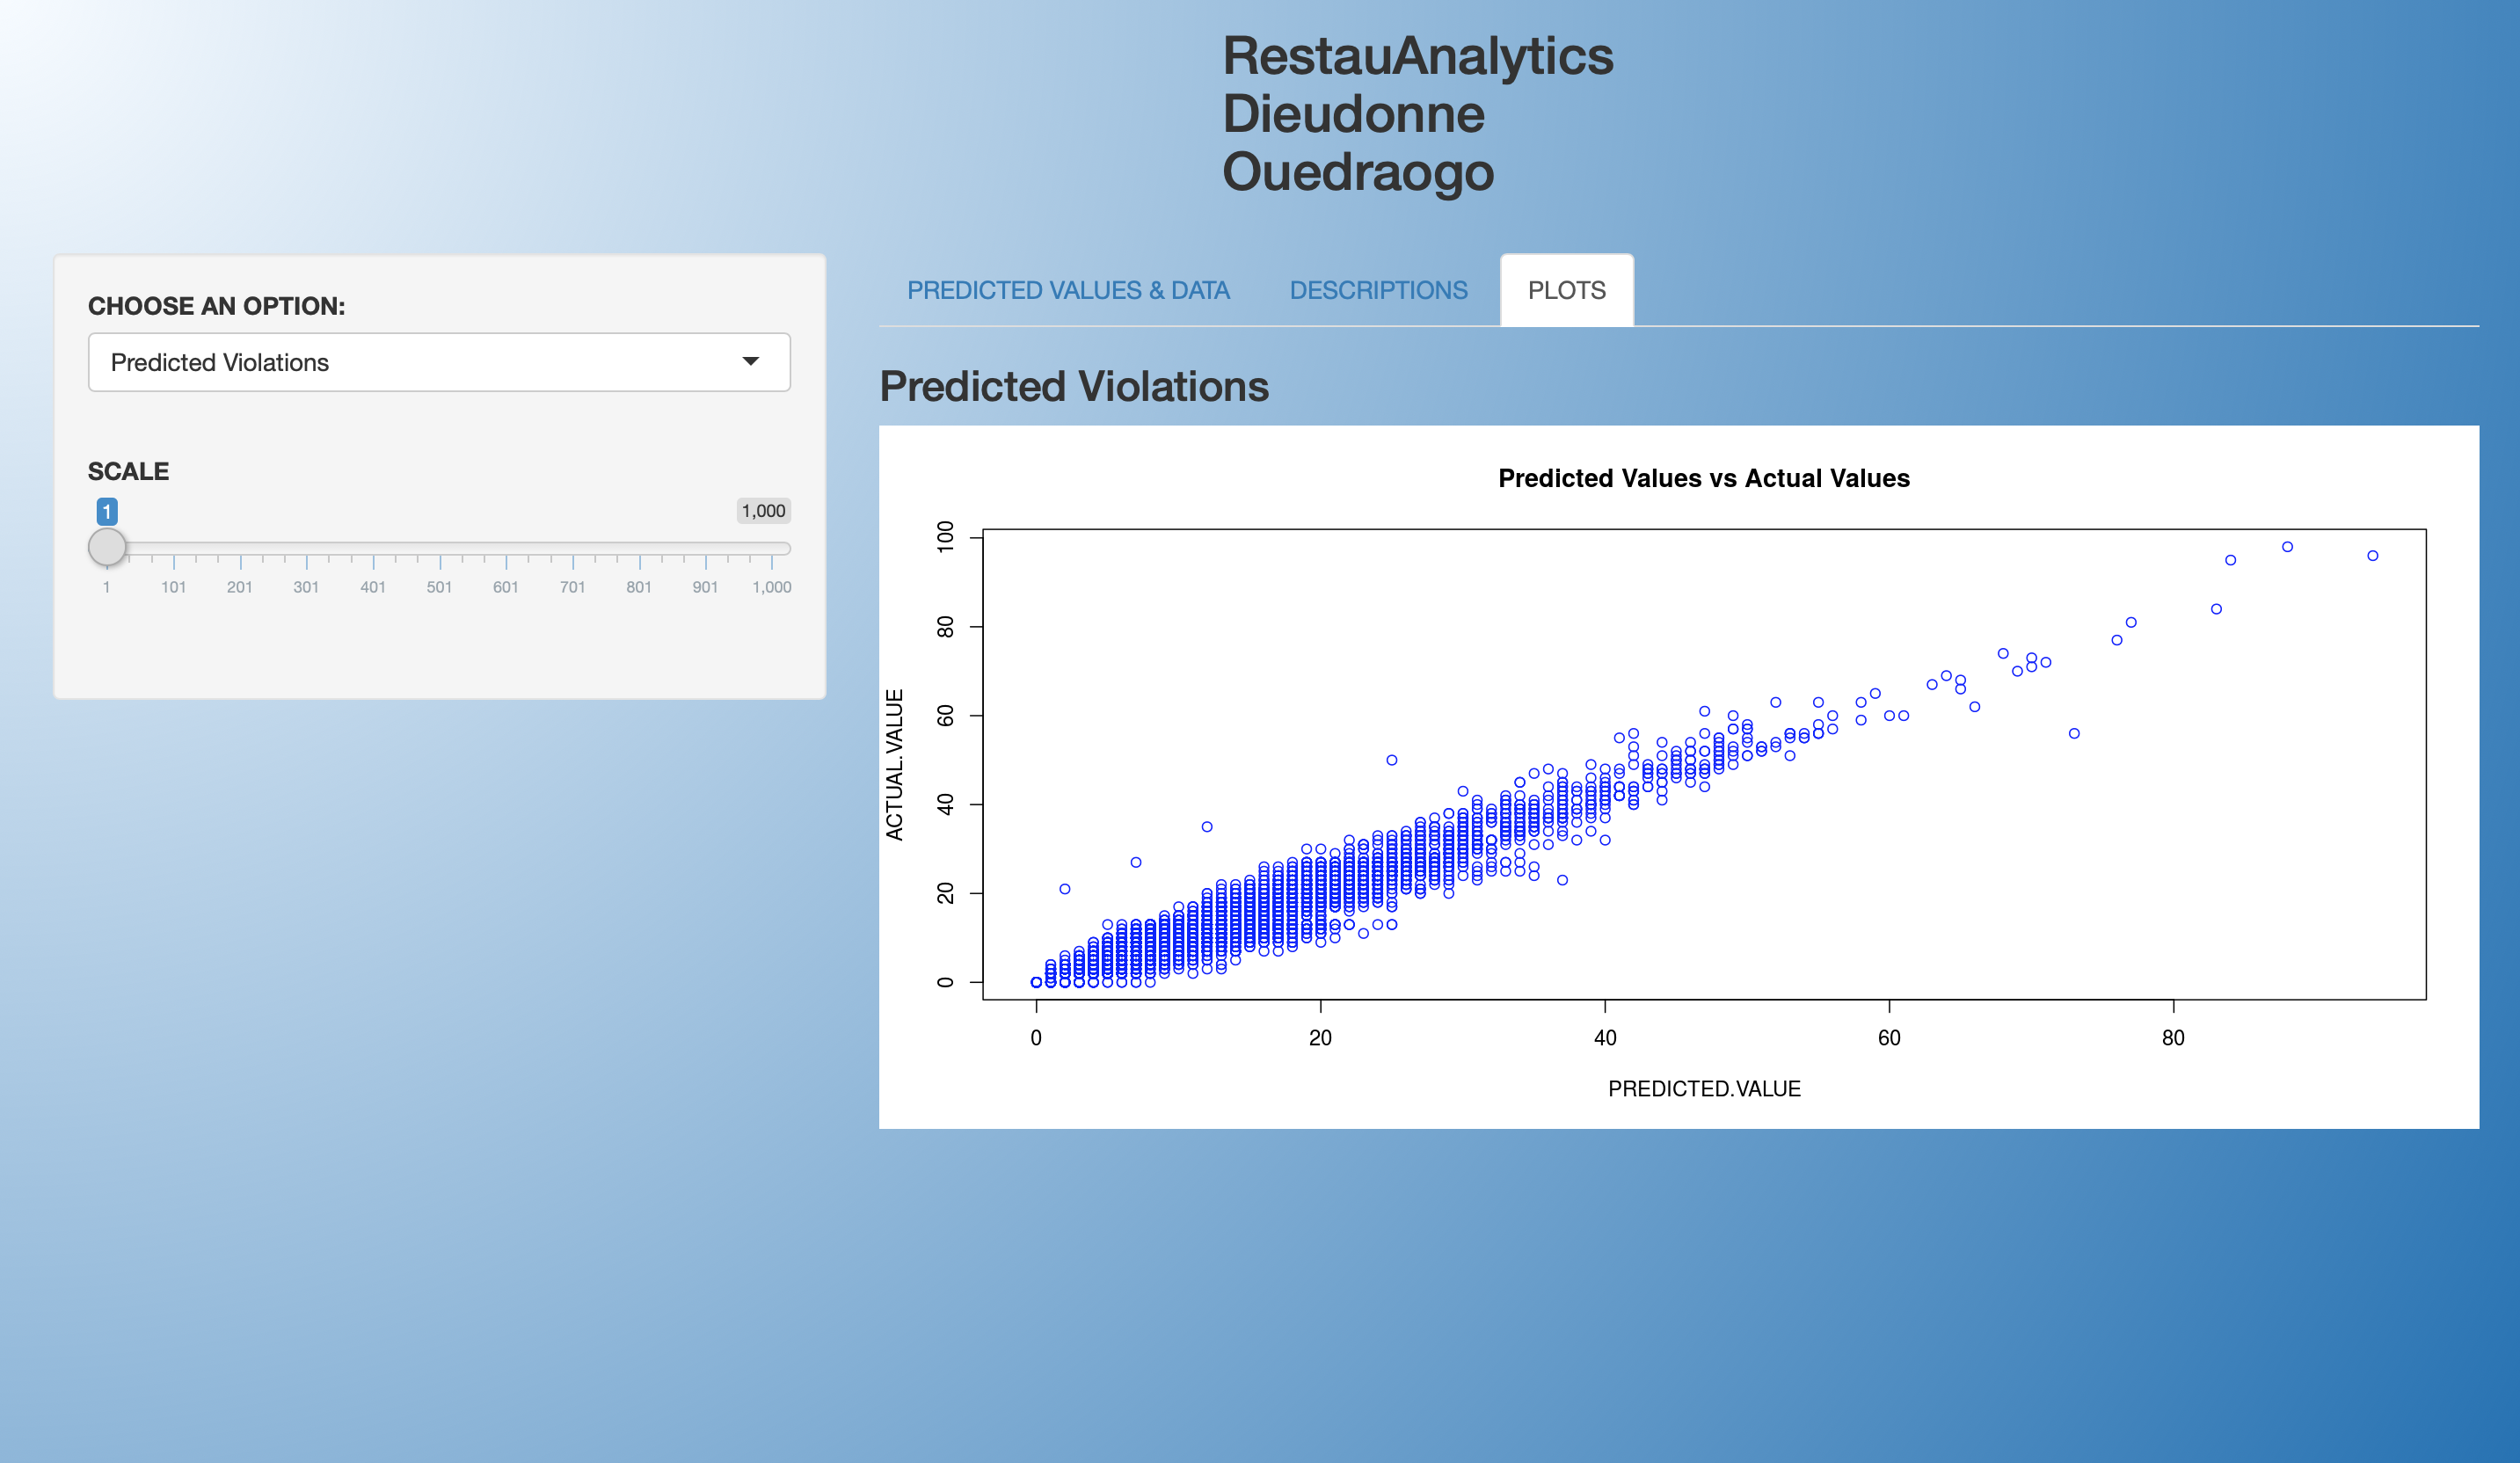 RestauAnalytics
Dieudonne
Ouedraogo
CHOOSE AN OPTION:
Predicted Violations
SCALE
1
1,000
1 101 201 301 401 501 601 701 801 901 1,000
PREDICTED VALUES & DATA DESCRIPTIONS PLOTS
Predicted Violations
Predicted Values vs Actual Values
ACTUAL.VALUE
100
80
60
40
20
0
0 20 40 60 80
PREDICTED.VALUE